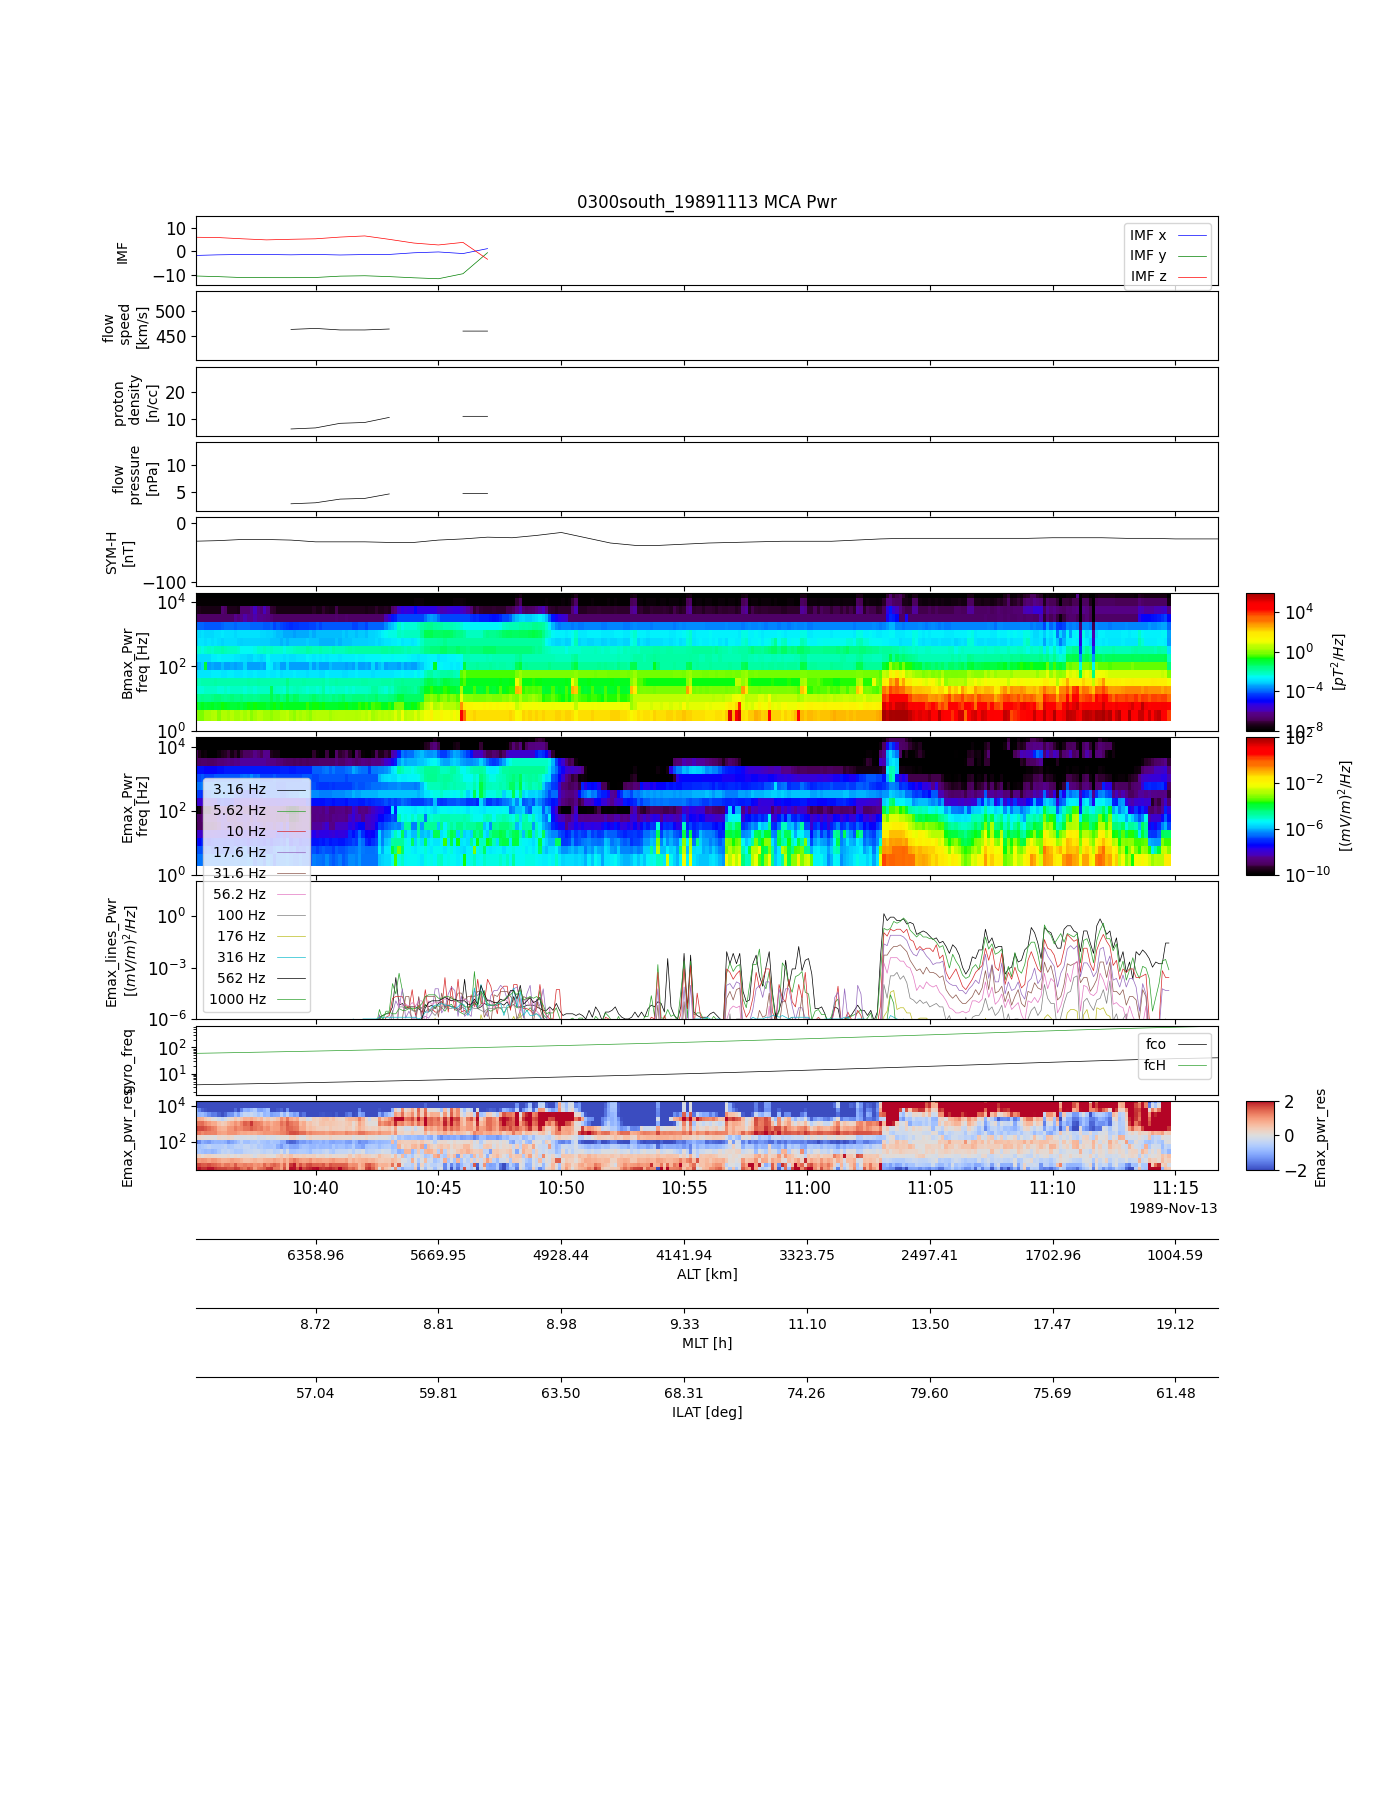 0300south_19891113 MCA Pwr
IMF
10
0
−10
IMF x
IMF y
IMF z
flow
speed
[km/s]
500
450
proton
density
[n/cc]
20
10
flow
pressure
[nPa]
10
5
SYM-H
[nT]
0
−100
Bmax_Pwr
freq [Hz]
10^4
10^2
10^0
10^4
10^0
10^−4
10^−8
[pT^2/Hz]
Emax_Pwr
freq [Hz]
10^4
10^2
10^0
10^2
10^−2
10^−6
10^−10
[(mV/m)^2/Hz]
3.16 Hz
5.62 Hz
10 Hz
17.6 Hz
31.6 Hz
56.2 Hz
100 Hz
176 Hz
316 Hz
562 Hz
1000 Hz
Emax_lines_Pwr
[(mV/m)^2/Hz]
10^0
10^−3
10^−6
gyro_freq
10^2
10^1
fco
fcH
Emax_pwr_res
10^4
10^2
2
0
−2
Emax_pwr_res
10:40 10:45 10:50 10:55 11:00 11:05 11:10 11:15
1989-Nov-13
6358.96 5669.95 4928.44 4141.94 3323.75 2497.41 1702.96 1004.59
ALT [km]
8.72 8.81 8.98 9.33 11.10 13.50 17.47 19.12
MLT [h]
57.04 59.81 63.50 68.31 74.26 79.60 75.69 61.48
ILAT [deg]